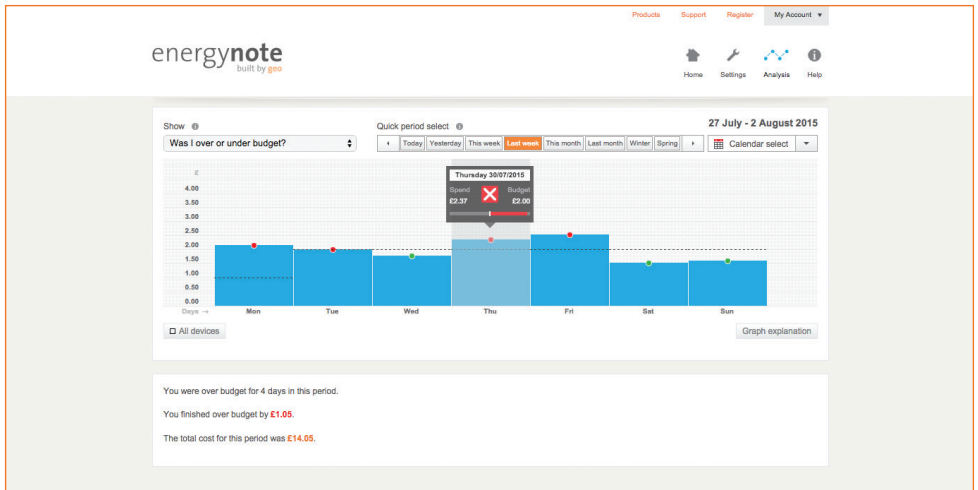 Products Support Register My Account
energynote
built by geo
Home Settings Analysis Help
Show
Quick period select
27 July - 2 August 2015
Was I over or under budget?
Today Yesterday This week Last week This month Last month Winter Spring
Calendar select
£
4.00
3.50
3.00
2.50
2.00
1.50
1.00
0.50
0.00
Thursday 30/07/2015
Spend Budget
£2.37 £2.00
Days → Mon Tue Wed Thu Fri Sat Sun
All devices
Graph explanation
You were over budget for 4 days in this period.
You finished over budget by £1.05.
The total cost for this period was £14.05.